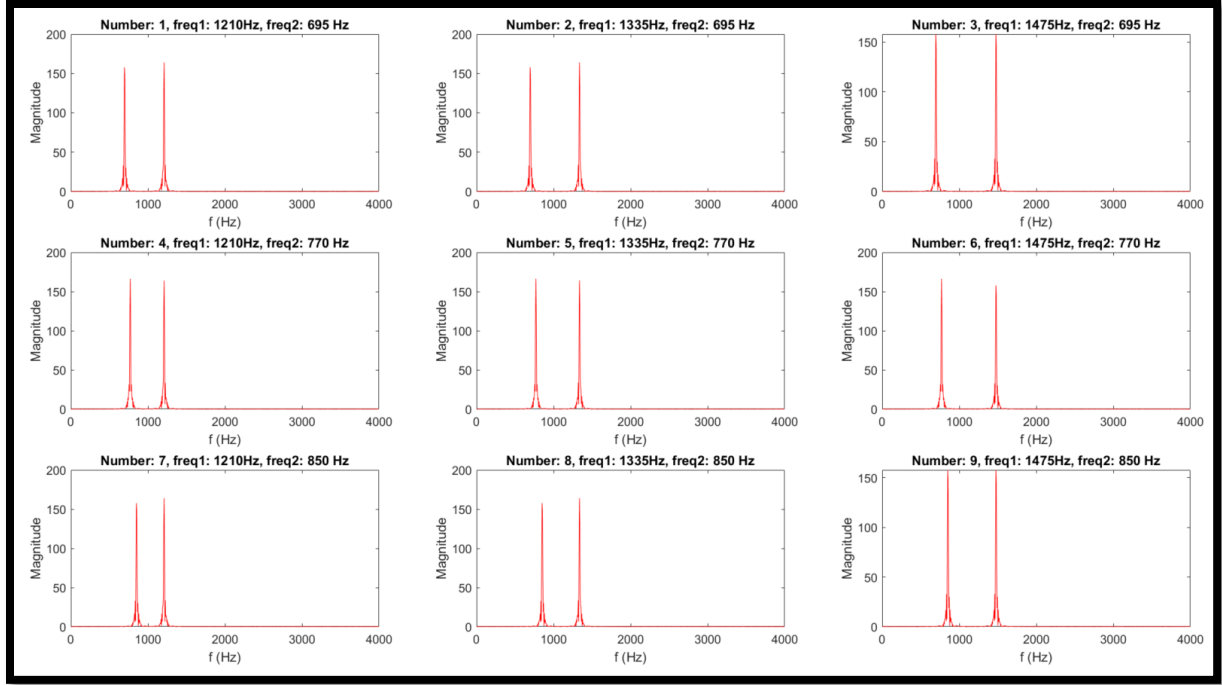 Number: 1, freq1: 1210Hz, freq2: 695 Hz
200
150
100
50
0
Magnitude
0 1000 2000 3000 4000
f (Hz)
Number: 2, freq1: 1335Hz, freq2: 695 Hz
200
150
100
50
0
Magnitude
0 1000 2000 3000 4000
f (Hz)
Number: 3, freq1: 1475Hz, freq2: 695 Hz
150
100
50
0
Magnitude
0 1000 2000 3000 4000
f (Hz)
Number: 4, freq1: 1210Hz, freq2: 770 Hz
200
150
100
50
0
Magnitude
0 1000 2000 3000 4000
f (Hz)
Number: 5, freq1: 1335Hz, freq2: 770 Hz
200
150
100
50
0
Magnitude
0 1000 2000 3000 4000
f (Hz)
Number: 6, freq1: 1475Hz, freq2: 770 Hz
200
150
100
50
0
Magnitude
0 1000 2000 3000 4000
f (Hz)
Number: 7, freq1: 1210Hz, freq2: 850 Hz
200
150
100
50
0
Magnitude
0 1000 2000 3000 4000
f (Hz)
Number: 8, freq1: 1335Hz, freq2: 850 Hz
200
150
100
50
0
Magnitude
0 1000 2000 3000 4000
f (Hz)
Number: 9, freq1: 1475Hz, freq2: 850 Hz
150
100
50
0
Magnitude
0 1000 2000 3000 4000
f (Hz)